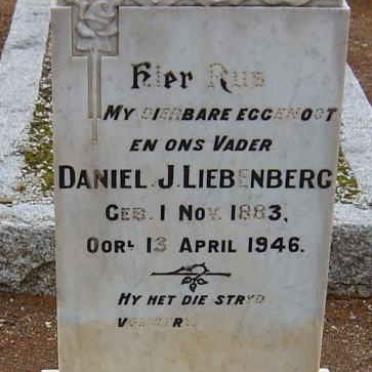 Hier Rus
My dierbare eggenoot
en ons Vader
Daniel J. Liebenberg
Geb. 1 Nov. 1883,
Oorl 13 April 1946.
Hy het die stryd